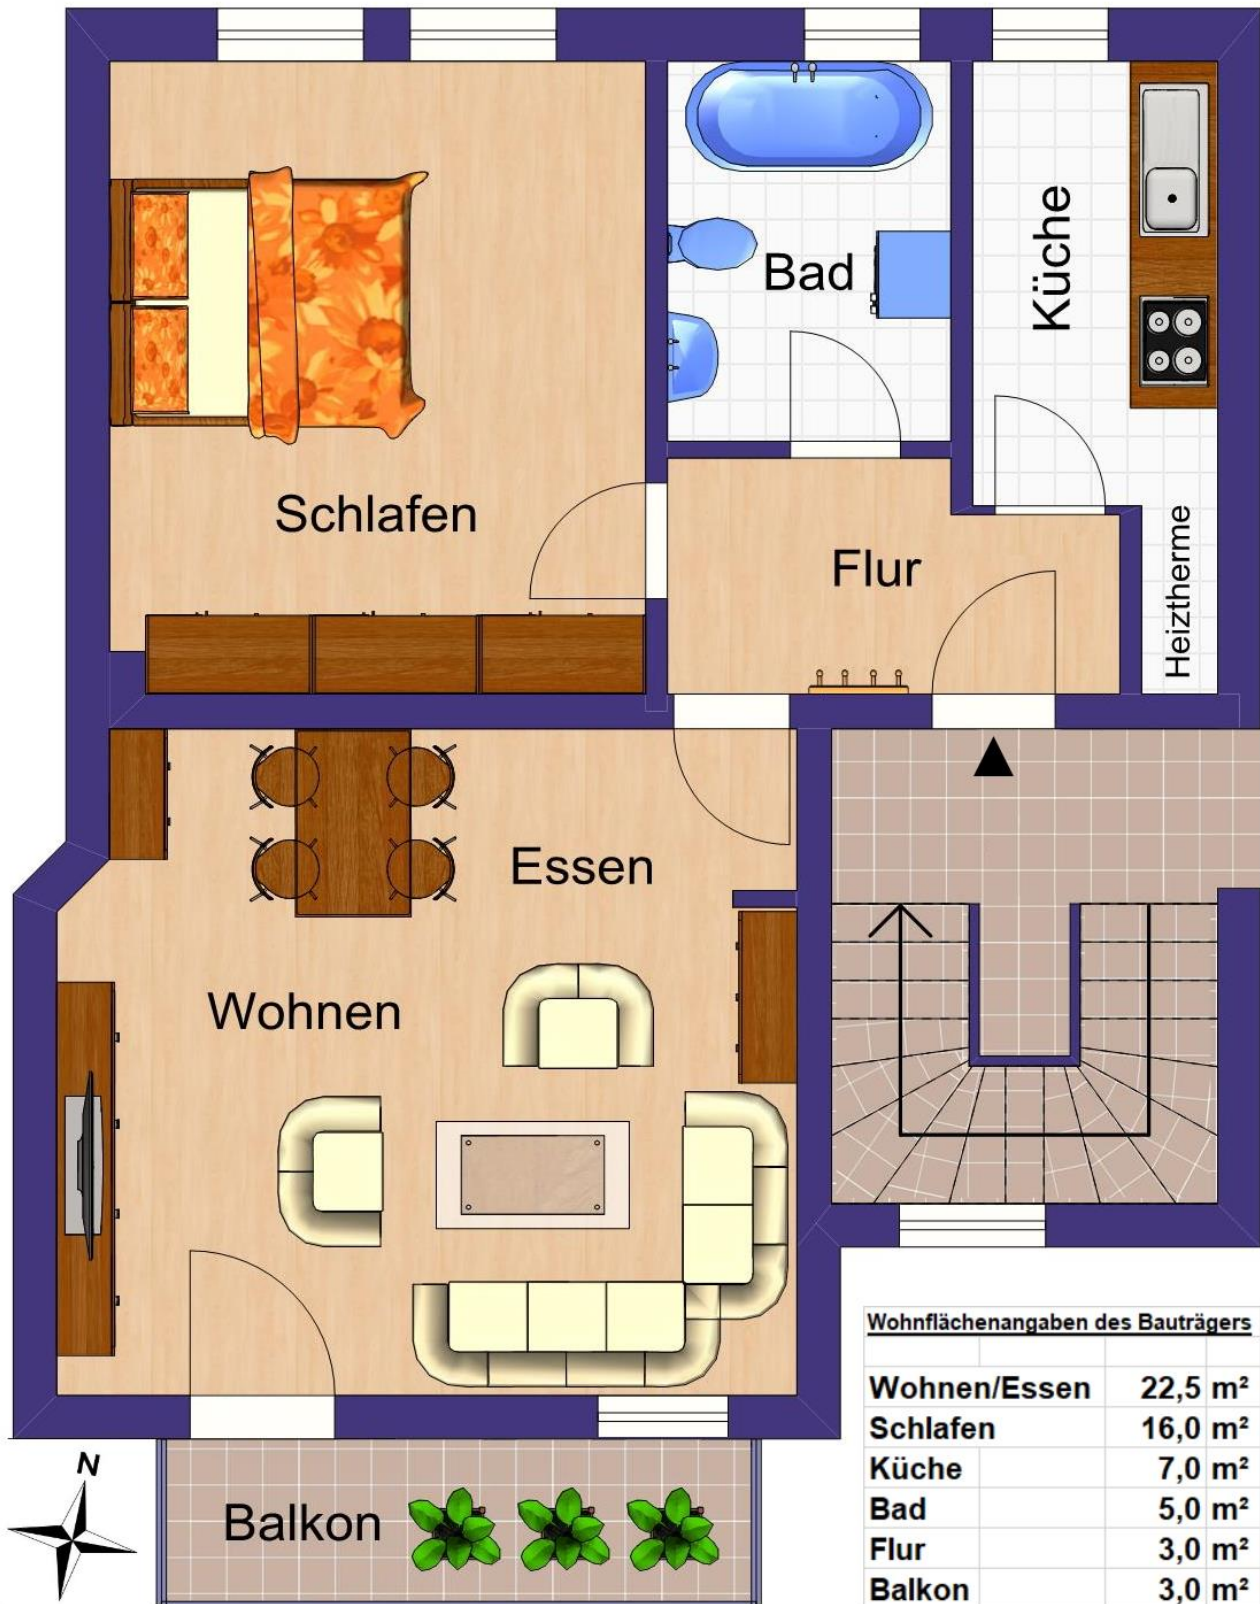 Bad
Küche
Schlafen
Flur
Heiztherme
Essen
Wohnen
Balkon
N
Wohnflächenangaben des Bauträgers
Wohnen/Essen 22,5 m²
Schlafen 16,0 m²
Küche 7,0 m²
Bad 5,0 m²
Flur 3,0 m²
Balkon 3,0 m²